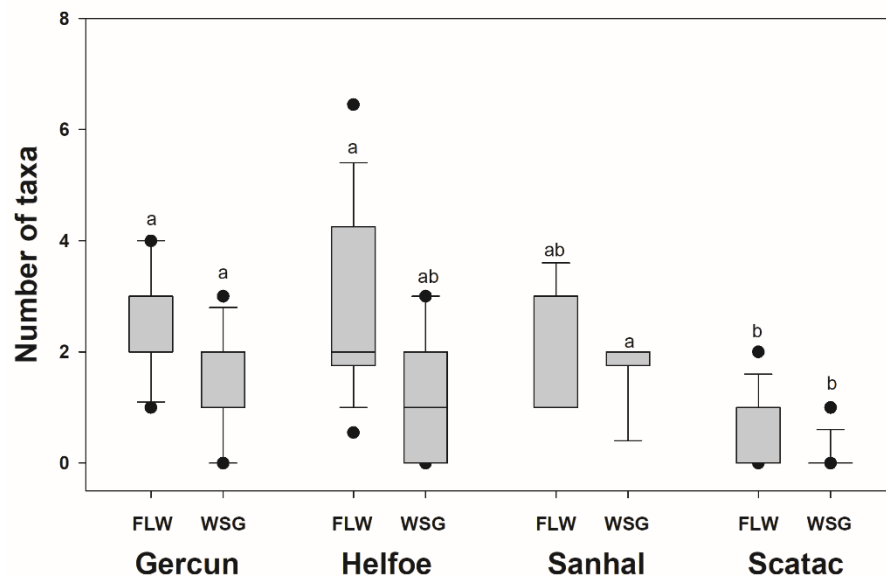 8
6
4
2
0
Number of taxa
a
a
a
ab
ab
a
b
b
FLW WSG FLW WSG FLW WSG FLW WSG
Gercun Helfoe Sanhal Scatac